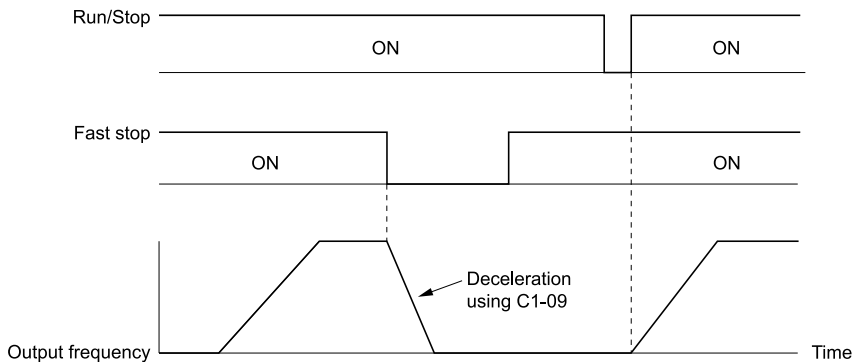 Run/Stop
ON
ON
Fast stop
ON
ON
Deceleration
using C1-09
Output frequency
Time